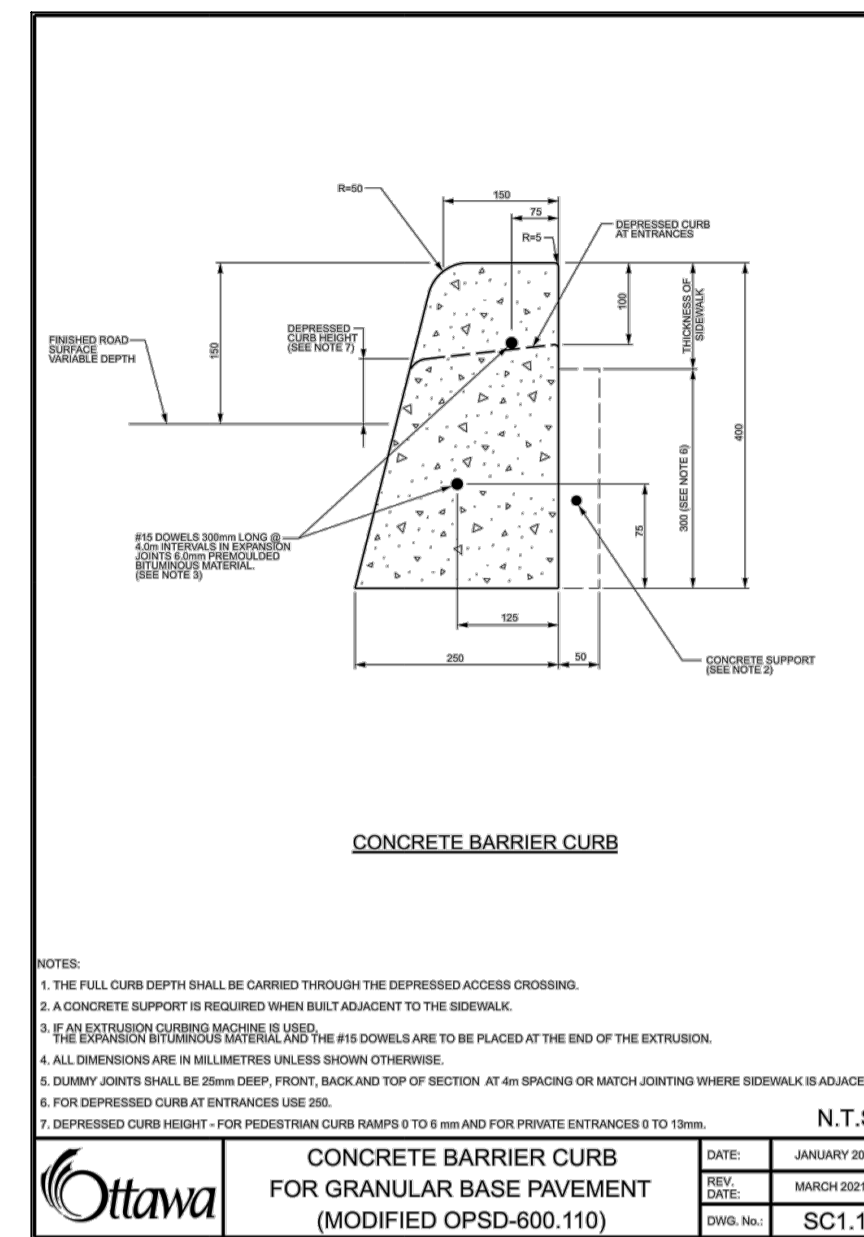 R=50
150
75
R=5
DEPRESSED CURB
AT ENTRANCES
FINISHED ROAD
SURFACE
VARIABLE DEPTH
150
DEPRESSED
CURB HEIGHT
(SEE NOTE 7)
100
THICKNESS OF
SIDEWALK
400
300 (SEE NOTE 6)
75
#15 DOWELS 300mm LONG @
4.0m INTERVALS IN EXPANSION
JOINTS 6.0mm PREMOULDED
BITUMINOUS MATERIAL.
(SEE NOTE 3)
125
250
50
CONCRETE SUPPORT
(SEE NOTE 2)
CONCRETE BARRIER CURB
NOTES:
1. THE FULL CURB DEPTH SHALL BE CARRIED THROUGH THE DEPRESSED ACCESS CROSSING.
2. A CONCRETE SUPPORT IS REQUIRED WHEN BUILT ADJACENT TO THE SIDEWALK.
3. IF AN EXTRUSION CURBING MACHINE IS USED,
THE EXPANSION BITUMINOUS MATERIAL AND THE #15 DOWELS ARE TO BE PLACED AT THE END OF THE EXTRUSION.
4. ALL DIMENSIONS ARE IN MILLIMETRES UNLESS SHOWN OTHERWISE.
5. DUMMY JOINTS SHALL BE 25mm DEEP, FRONT, BACK AND TOP OF SECTION AT 4m SPACING OR MATCH JOINTING WHERE SIDEWALK IS ADJACE
6. FOR DEPRESSED CURB AT ENTRANCES USE 250.
7. DEPRESSED CURB HEIGHT - FOR PEDESTRIAN CURB RAMPS 0 TO 6 mm AND FOR PRIVATE ENTRANCES 0 TO 13mm.
N.T.S
Ottawa
CONCRETE BARRIER CURB
FOR GRANULAR BASE PAVEMENT
(MODIFIED OPSD-600.110)
DATE: JANUARY 20
REV.
DATE: MARCH 2021
DWG. No.: SC1.1